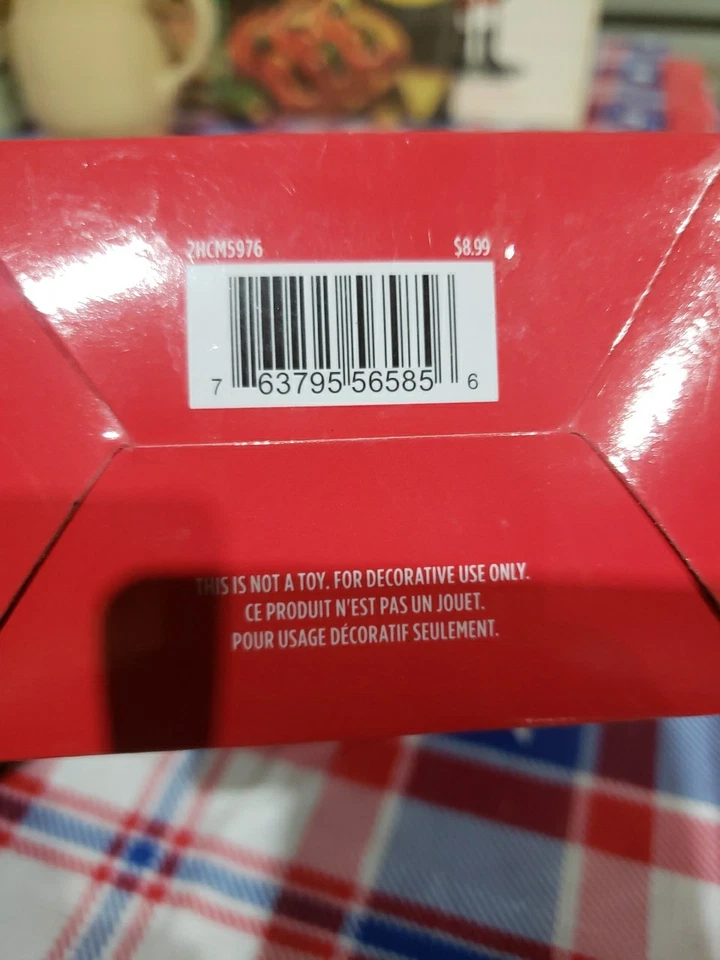 2HCM5976 $8.99
7 63795 56585 6
THIS IS NOT A TOY. FOR DECORATIVE USE ONLY.
CE PRODUIT N'EST PAS UN JOUET.
POUR USAGE DÉCORATIF SEULEMENT.